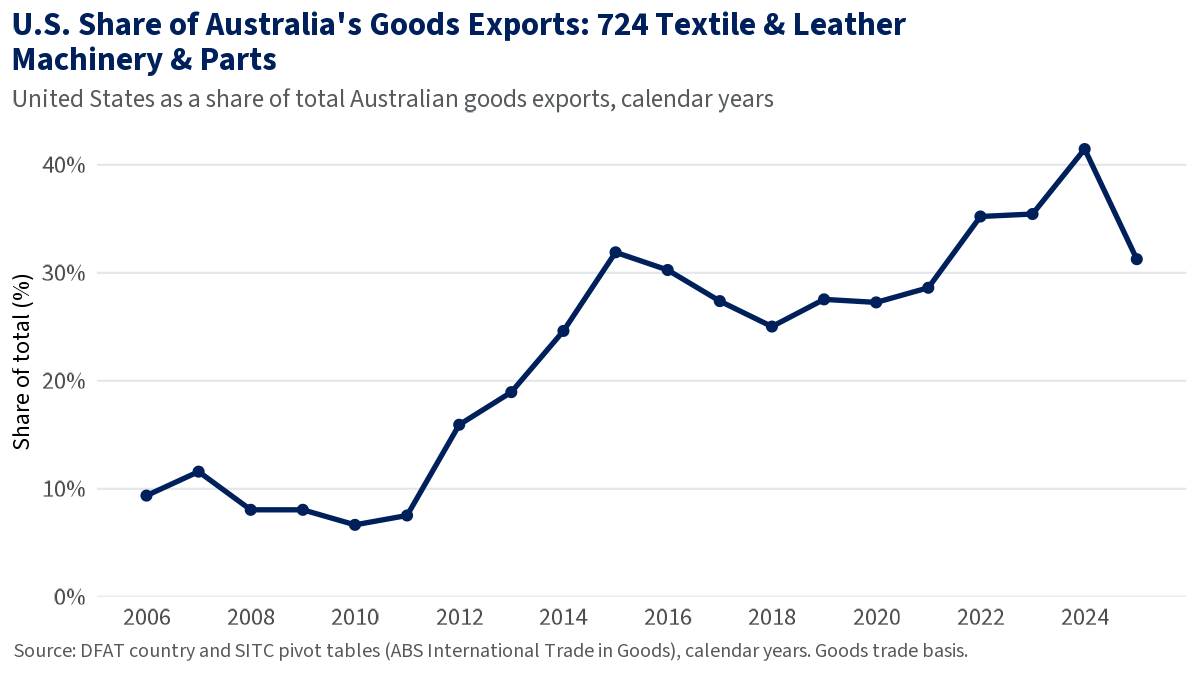 U.S. Share of Australia's Goods Exports: 724 Textile & Leather
Machinery & Parts
United States as a share of total Australian goods exports, calendar years
Share of total (%)
40%
30%
20%
10%
0%
2006 2008 2010 2012 2014 2016 2018 2020 2022 2024
Source: DFAT country and SITC pivot tables (ABS International Trade in Goods), calendar years. Goods trade basis.